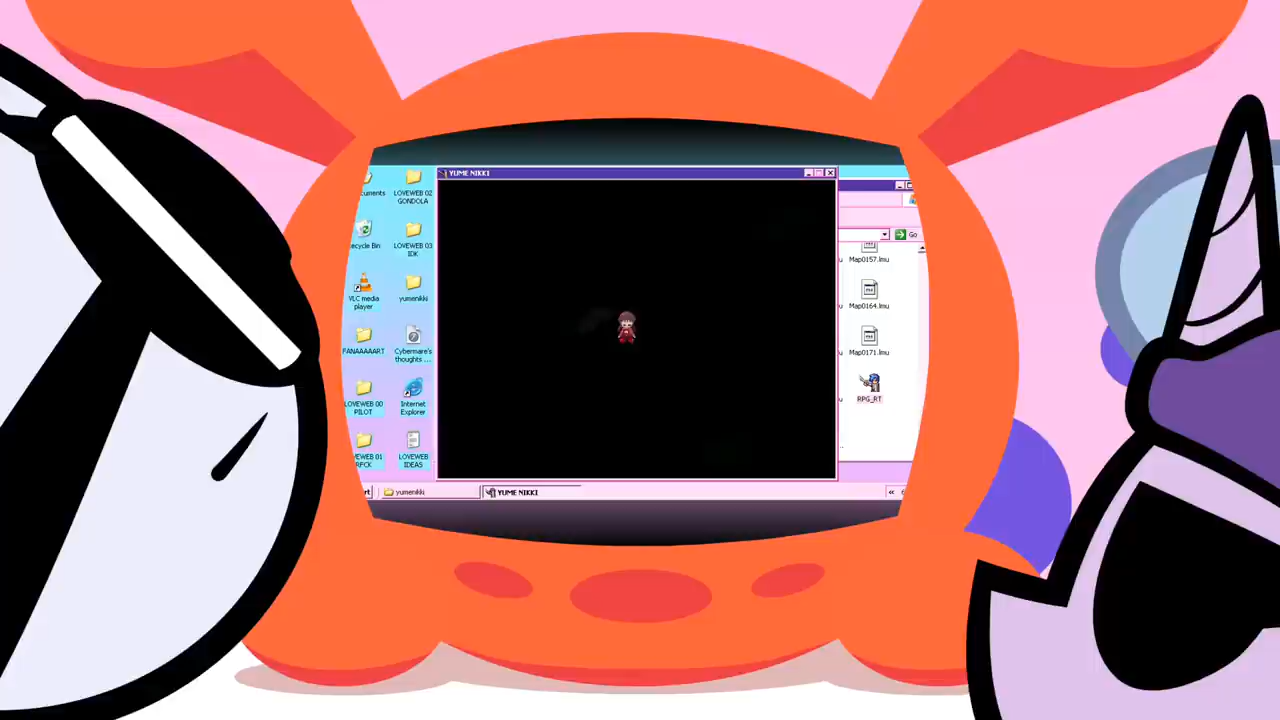 YUME NIKKI
cuments
LOVEWEB 02
GONDOLA
ecycle Bin
LOVEWEB 03
IDK
VLC media
player
yumenikki
FANAAAAART
Cybermare's
thoughts ...
LOVEWEB 00
PILOT
Internet
Explorer
VEWEB 01
RFCK
LOVEWEB
IDEAS
Go
Map0157.lmu
Map0164.lmu
Map0171.lmu
RPG_RT
rt
yumenikki
YUME NIKKI
«